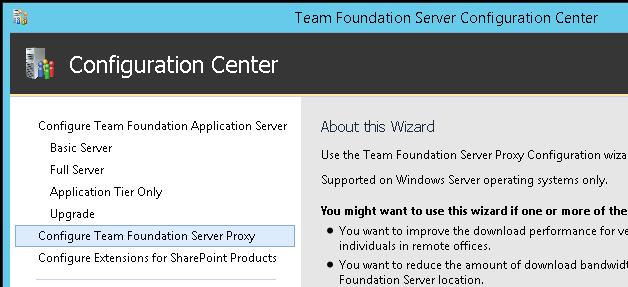 Team Foundation Server Configuration Center
Configuration Center
Configure Team Foundation Application Server
Basic Server
Full Server
Application Tier Only
Upgrade
Configure Team Foundation Server Proxy
Configure Extensions for SharePoint Products
About this Wizard
Use the Team Foundation Server Proxy Configuration wiza
Supported on Windows Server operating systems only.
You might want to use this wizard if one or more of the
• You want to improve the download performance for ve
individuals in remote offices.
• You want to reduce the amount of download bandwidt
Foundation Server location.